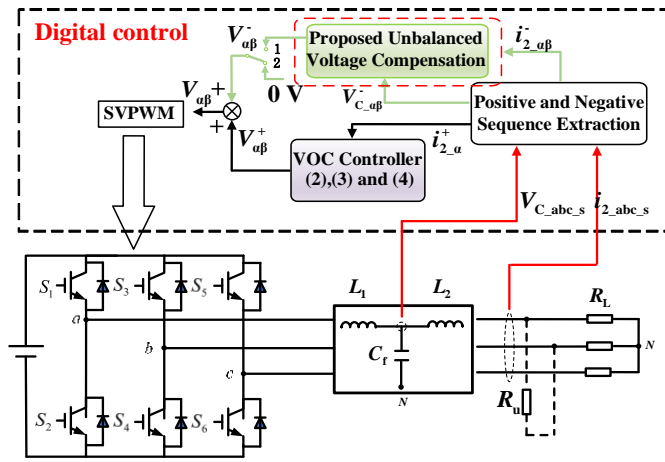 Digital control
V⁻αβ
1
2
0 V
Proposed Unbalanced
Voltage Compensation
i⁻2_αβ
V⁻C_αβ
Positive and Negative
Sequence Extraction
SVPWM
Vαβ
+
+
V⁺αβ
i⁺2_α
VOC Controller
(2),(3) and (4)
VC_abc_s
i2_abc_s
S1
S3
S5
a
b
c
S2
S4
S6
L1
L2
Cf
N
RL
N
Ru